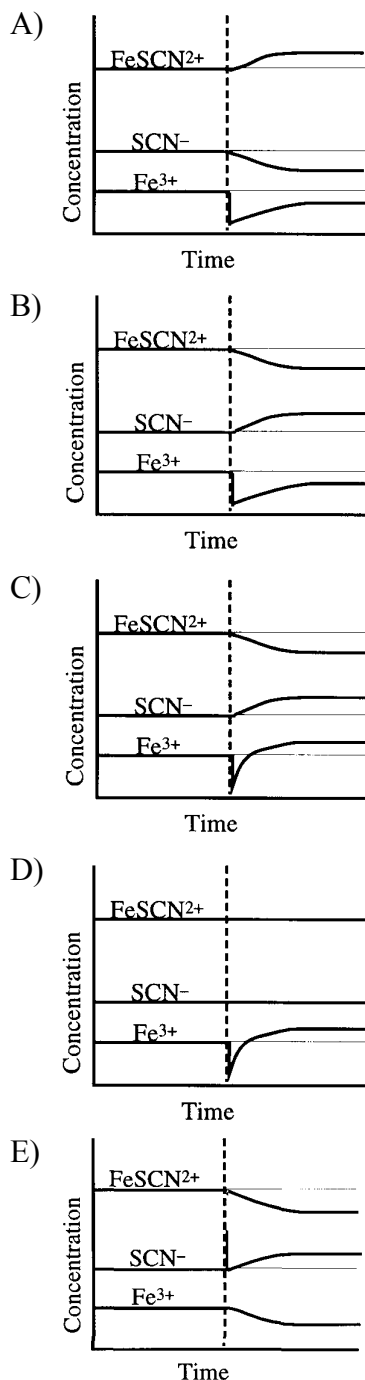 A)
FeSCN²⁺
SCN⁻
Fe³⁺
Concentration
Time
B)
FeSCN²⁺
SCN⁻
Fe³⁺
Concentration
Time
C)
FeSCN²⁺
SCN⁻
Fe³⁺
Concentration
Time
D)
FeSCN²⁺
SCN⁻
Fe³⁺
Concentration
Time
E)
FeSCN²⁺
SCN⁻
Fe³⁺
Concentration
Time